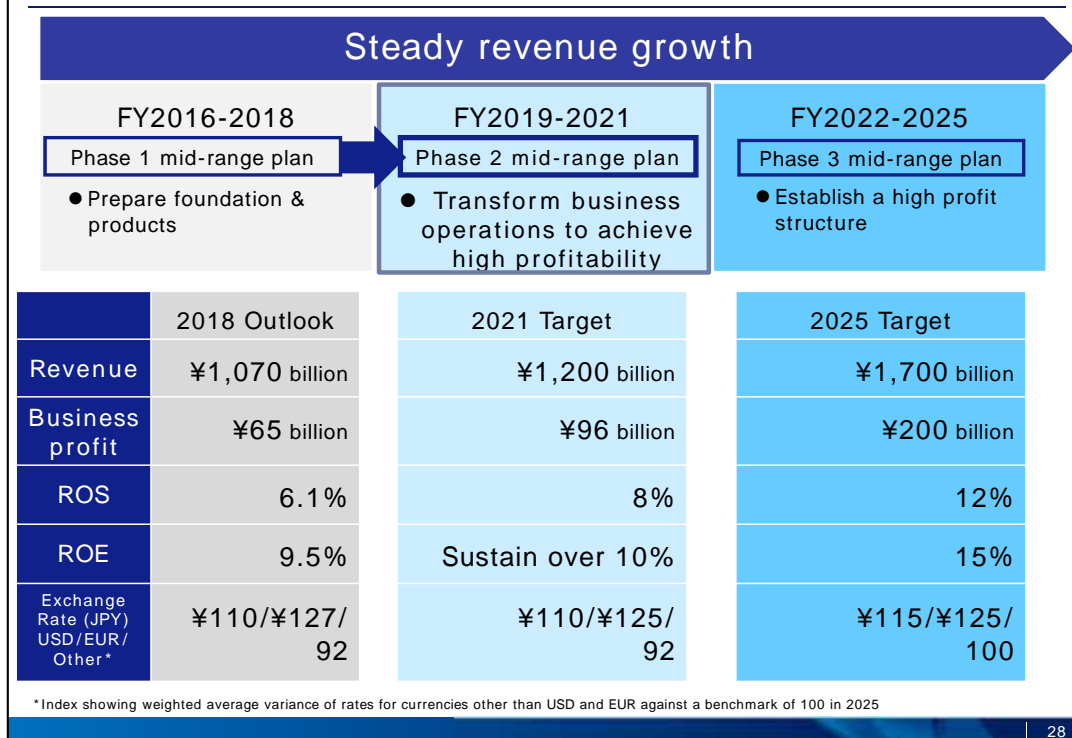 Steady revenue growth
FY2016-2018
Phase 1 mid-range plan
● Prepare foundation &
products
FY2019-2021
Phase 2 mid-range plan
● Transform business
operations to achieve
high profitability
FY2022-2025
Phase 3 mid-range plan
● Establish a high profit
structure
2018 Outlook
2021 Target
2025 Target
Revenue
¥1,070 billion
¥1,200 billion
¥1,700 billion
Business
profit
¥65 billion
¥96 billion
¥200 billion
ROS
6.1%
8%
12%
ROE
9.5%
Sustain over 10%
15%
Exchange
Rate (JPY)
USD/EUR/
Other*
¥110/¥127/
92
¥110/¥125/
92
¥115/¥125/
100
*Index showing weighted average variance of rates for currencies other than USD and EUR against a benchmark of 100 in 2025
28